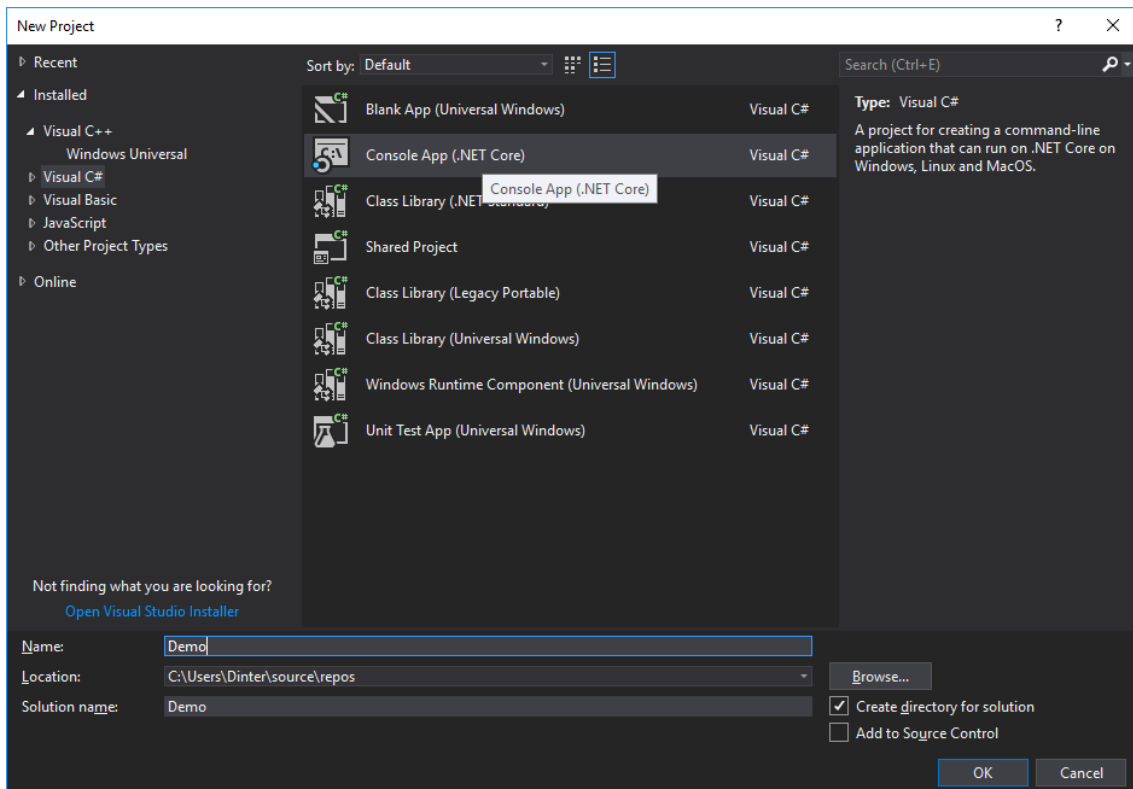 New Project
?
Recent
Installed
Visual C++
Windows Universal
Visual C#
Visual Basic
JavaScript
Other Project Types
Online
Not finding what you are looking for?
Open Visual Studio Installer
Sort by: Default
Search (Ctrl+E)
Blank App (Universal Windows) Visual C#
Console App (.NET Core) Visual C#
Console App (.NET Core)
Class Library (.NET Standard) Visual C#
Shared Project Visual C#
Class Library (Legacy Portable) Visual C#
Class Library (Universal Windows) Visual C#
Windows Runtime Component (Universal Windows) Visual C#
Unit Test App (Universal Windows) Visual C#
Type: Visual C#
A project for creating a command-line
application that can run on .NET Core on
Windows, Linux and MacOS.
Name: Demo
Location: C:\Users\Dinter\source\repos
Browse...
Solution name: Demo
Create directory for solution
Add to Source Control
OK Cancel